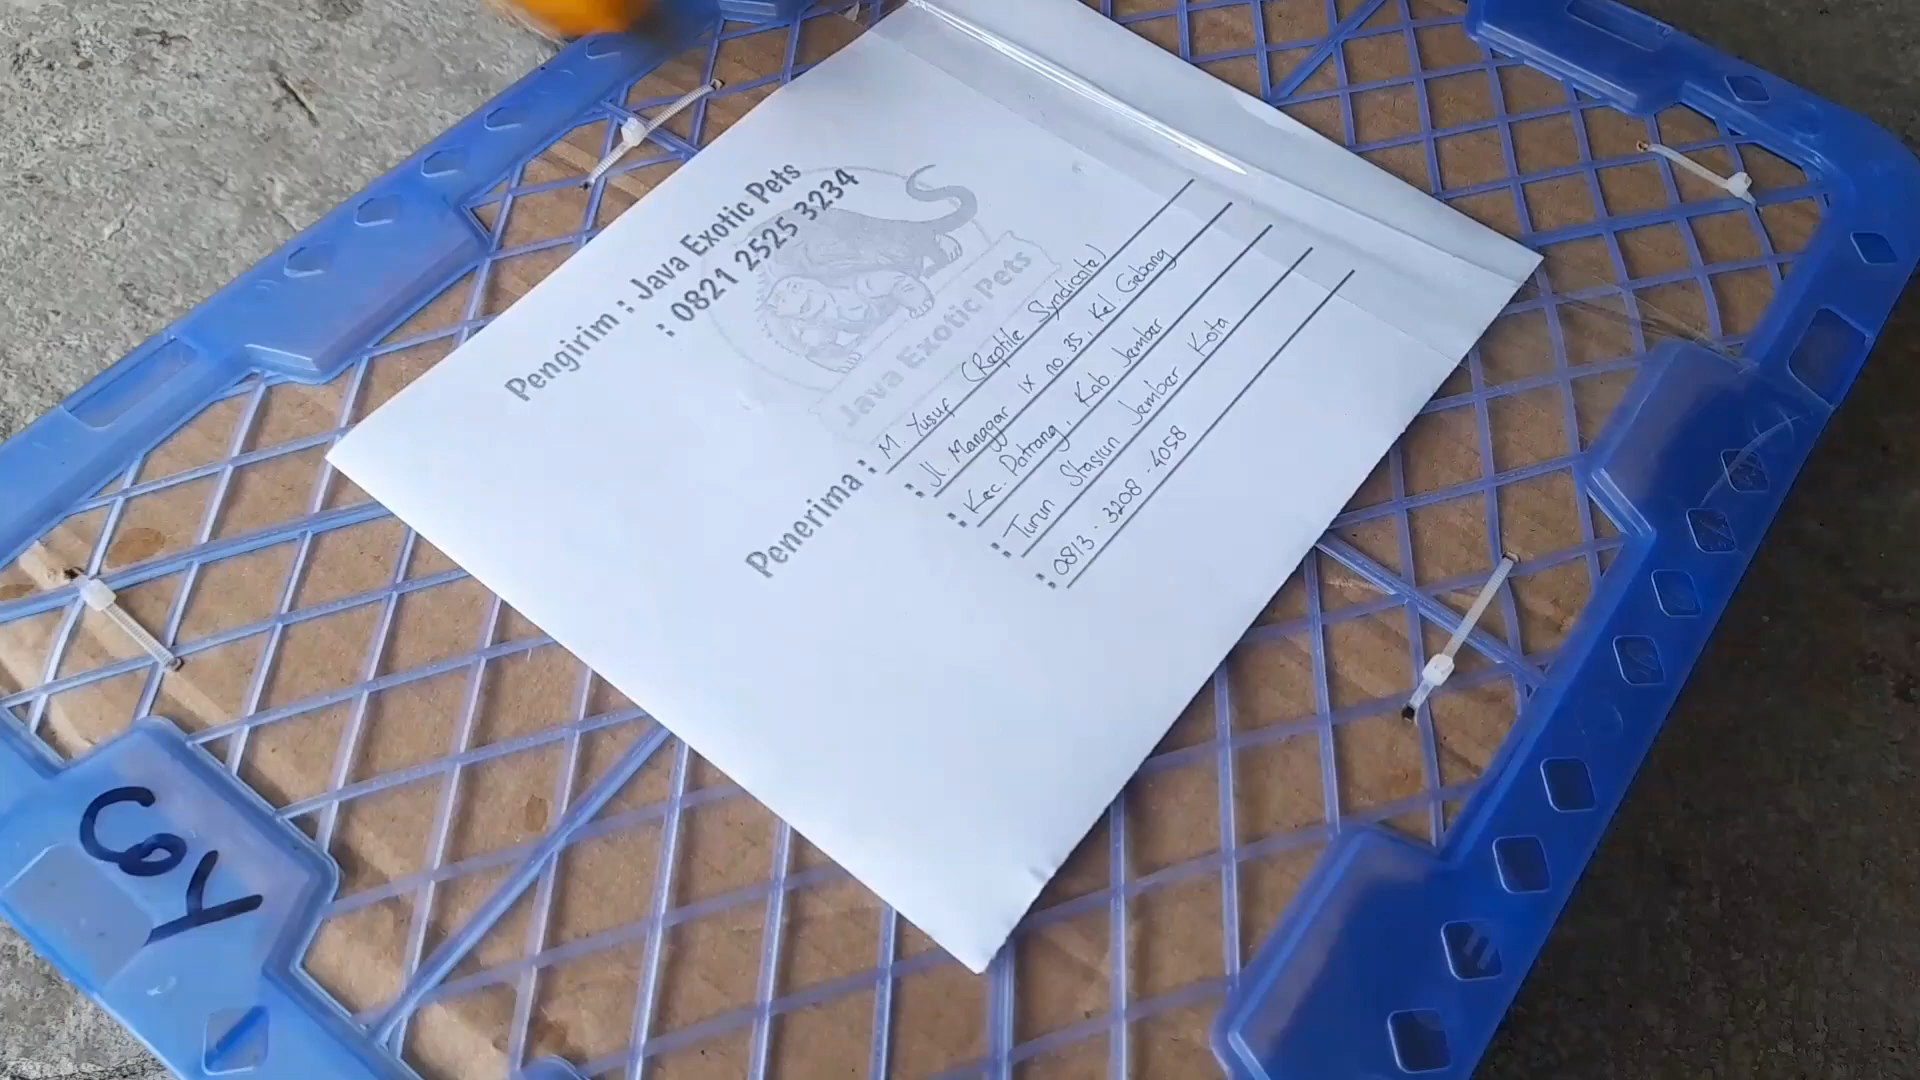 Pengirim : Java Exotic Pets
: 0821 2525 3234
Java Exotic Pets
Penerima : M. Yusuf (Reptile Syndicate)
: Jl. Manggar IX no. 35, Kel. Gebang
: Kec. Patrang, Kab. Jember
: Turun Stasiun Jember Kota
: 0813 - 3208 - 4058
COY